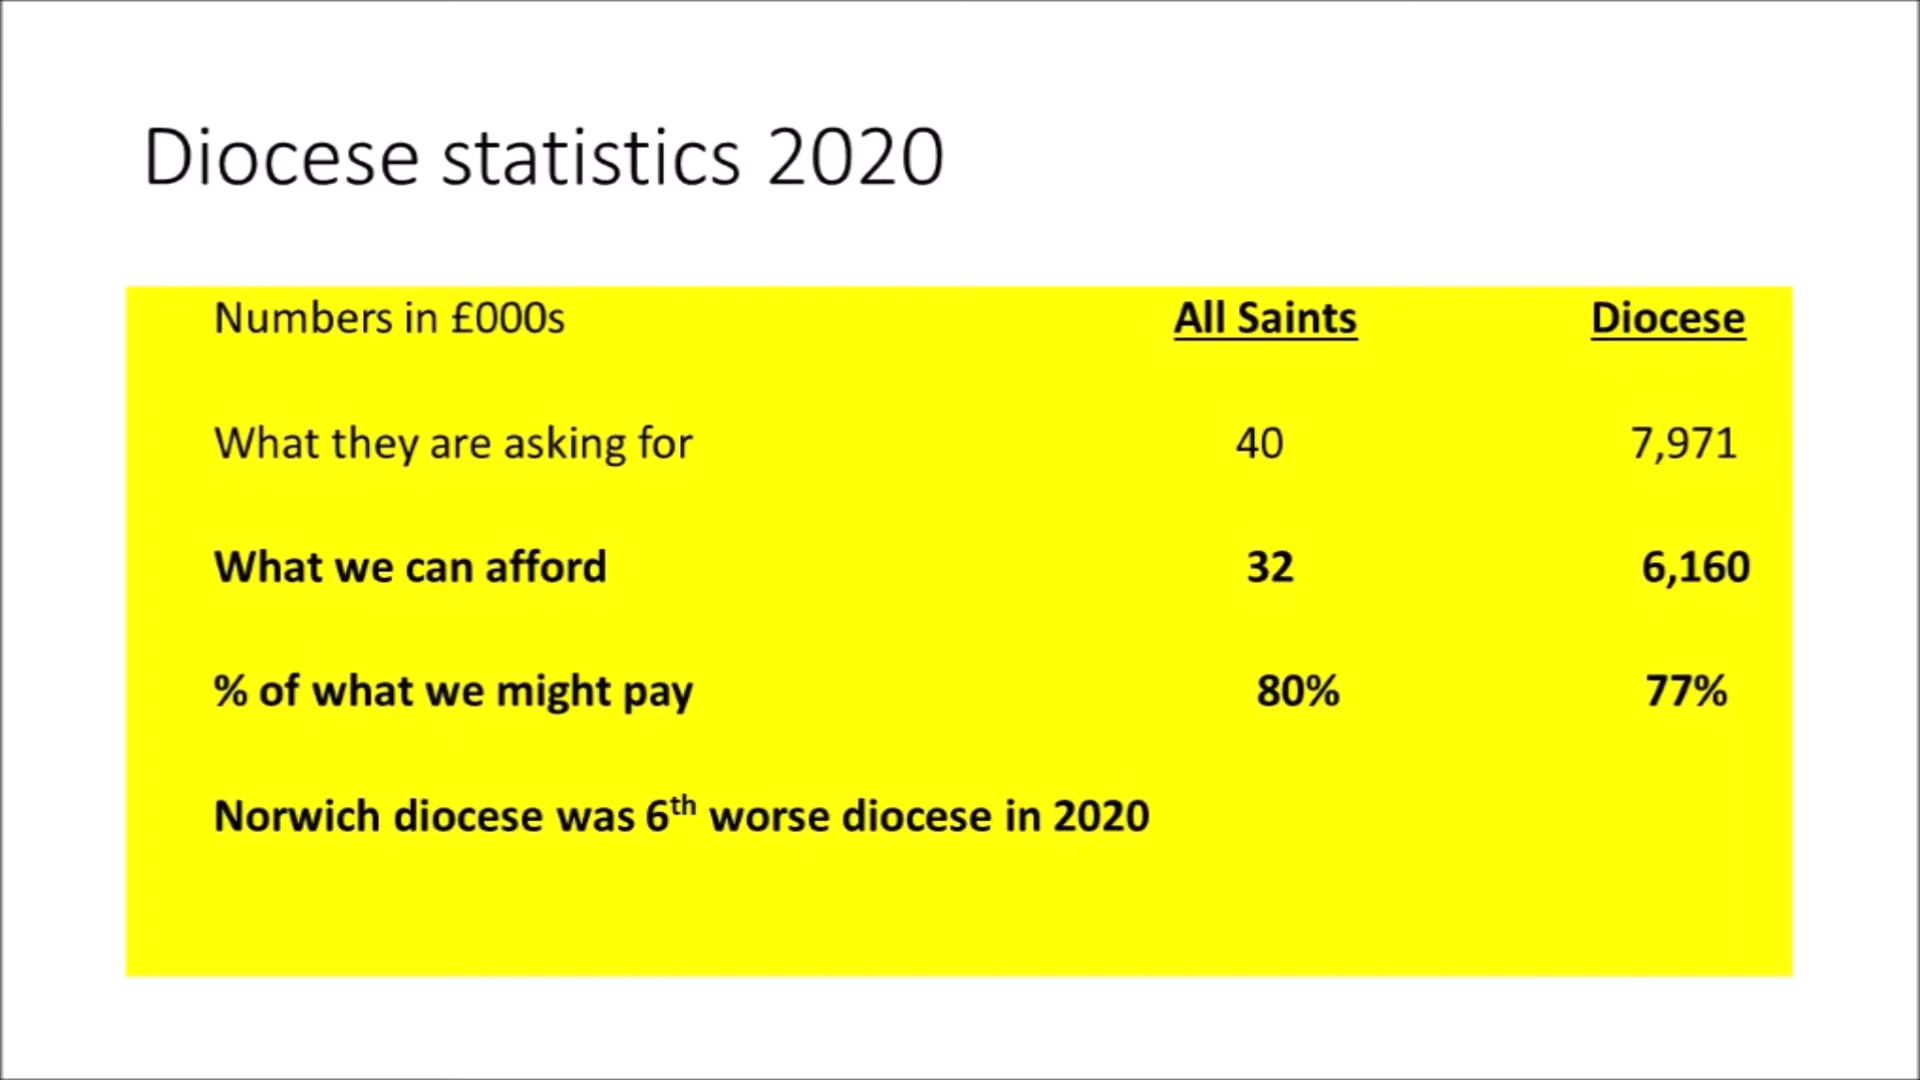 Diocese statistics 2020
Numbers in £000s All Saints Diocese
What they are asking for 40 7,971
What we can afford 32 6,160
% of what we might pay 80% 77%
Norwich diocese was 6th worse diocese in 2020